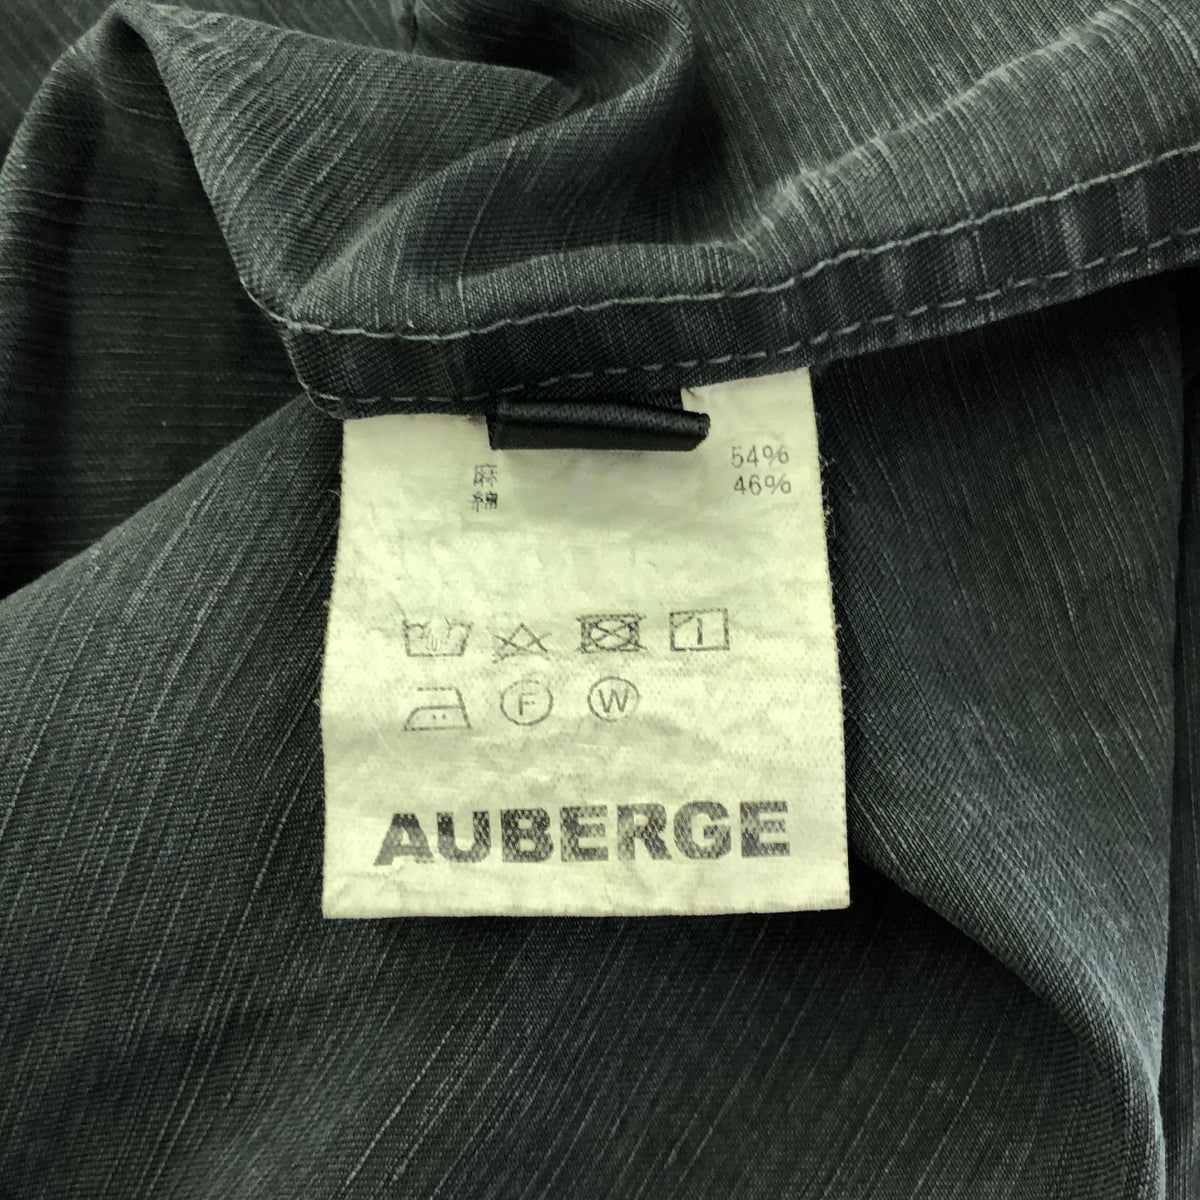 麻 54%
綿 46%
F W
AUBERGE